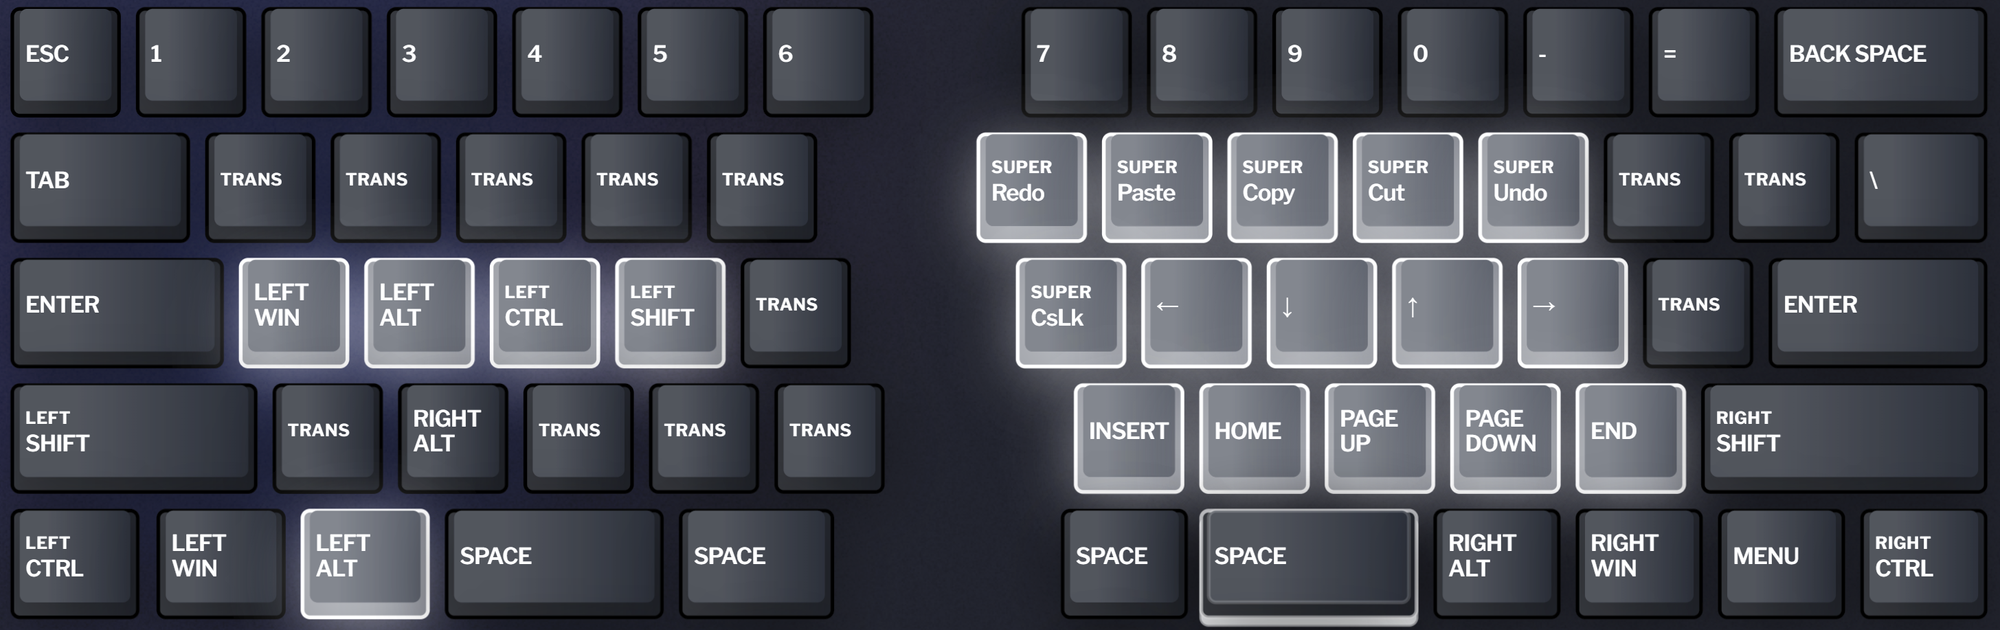 ESC 1 2 3 4 5 6 7 8 9 0 - = BACK SPACE
TAB TRANS TRANS TRANS TRANS TRANS SUPER Redo SUPER Paste SUPER Copy SUPER Cut SUPER Undo TRANS TRANS \
ENTER LEFT WIN LEFT ALT LEFT CTRL LEFT SHIFT TRANS SUPER CsLk ← ↓ ↑ → TRANS ENTER
LEFT SHIFT TRANS RIGHT ALT TRANS TRANS TRANS INSERT HOME PAGE UP PAGE DOWN END RIGHT SHIFT
LEFT CTRL LEFT WIN LEFT ALT SPACE SPACE SPACE SPACE RIGHT ALT RIGHT WIN MENU RIGHT CTRL